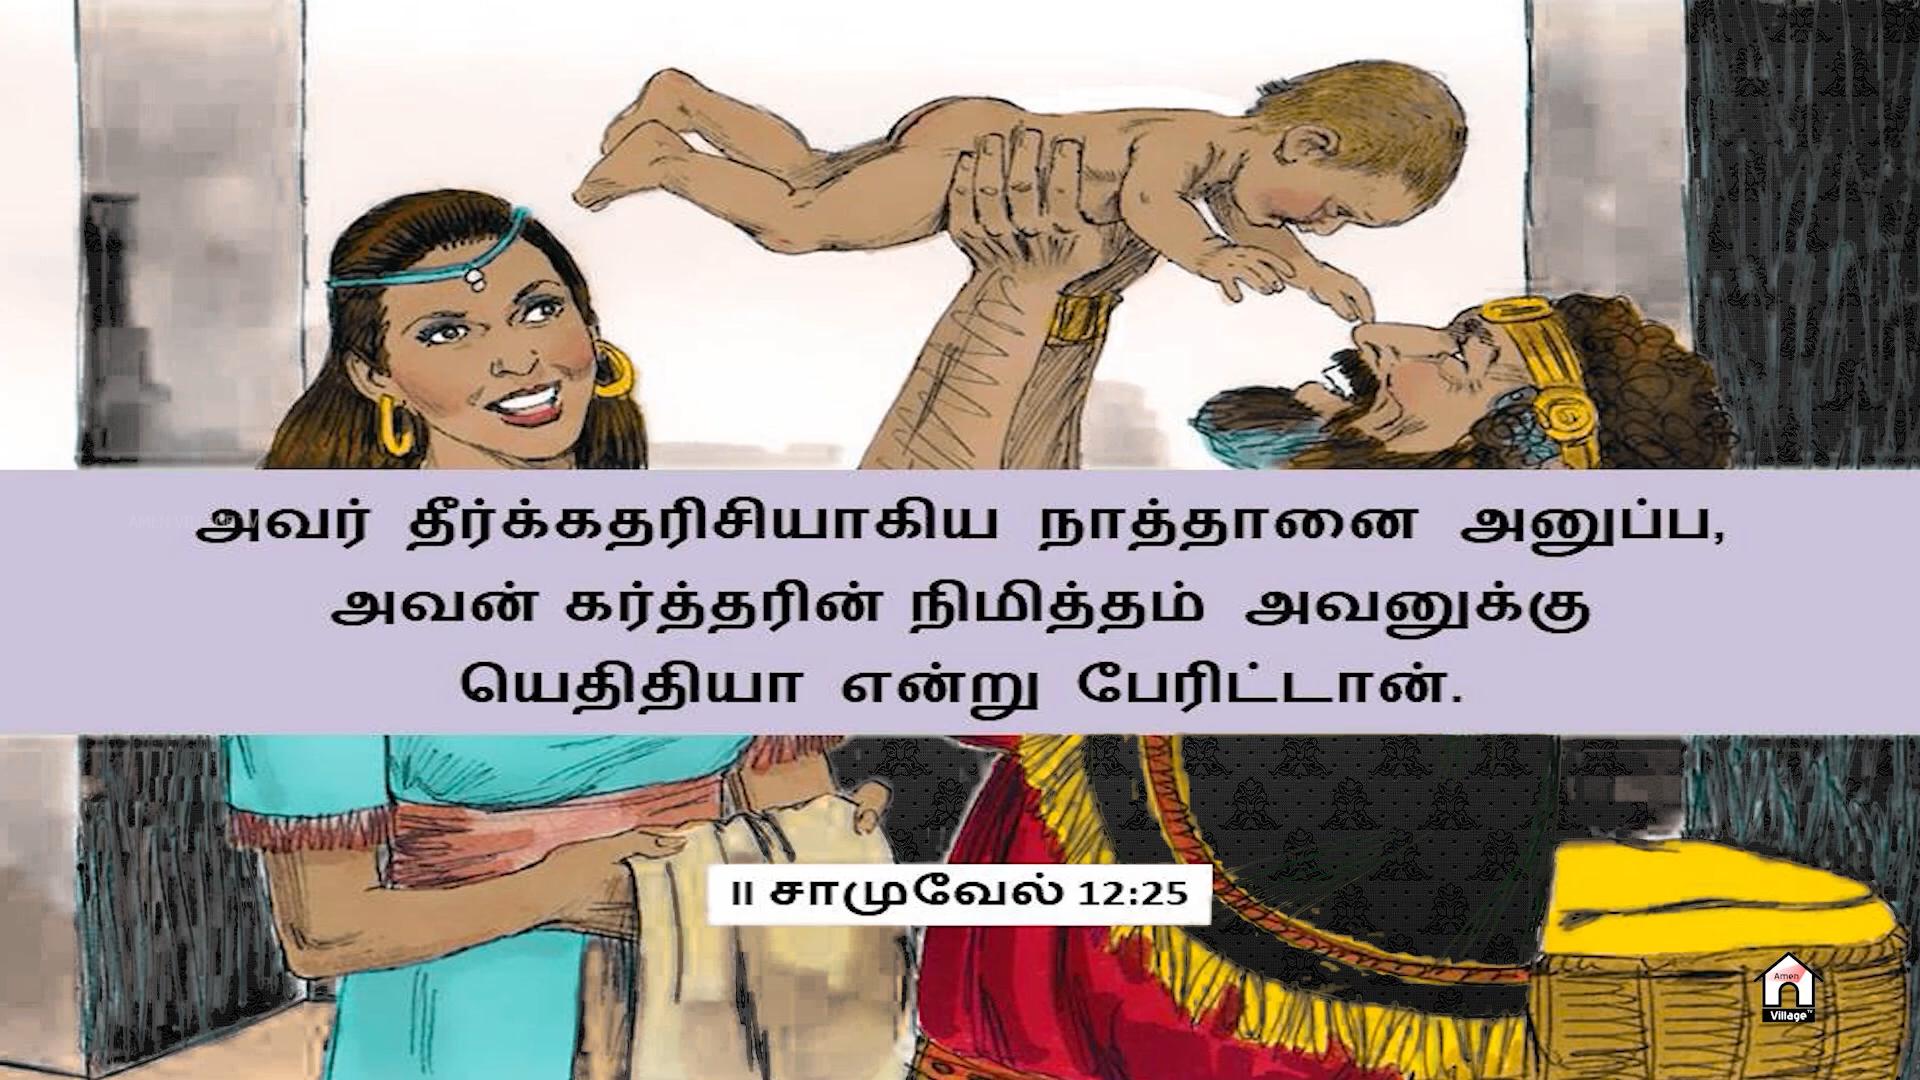 அவர் தீர்க்கதரிசியாகிய நாத்தானை அனுப்ப,
அவன் கர்த்தரின் நிமித்தம் அவனுக்கு
யெதிதியா என்று பேரிட்டான்.
II சாமுவேல் 12:25
Amen
Village